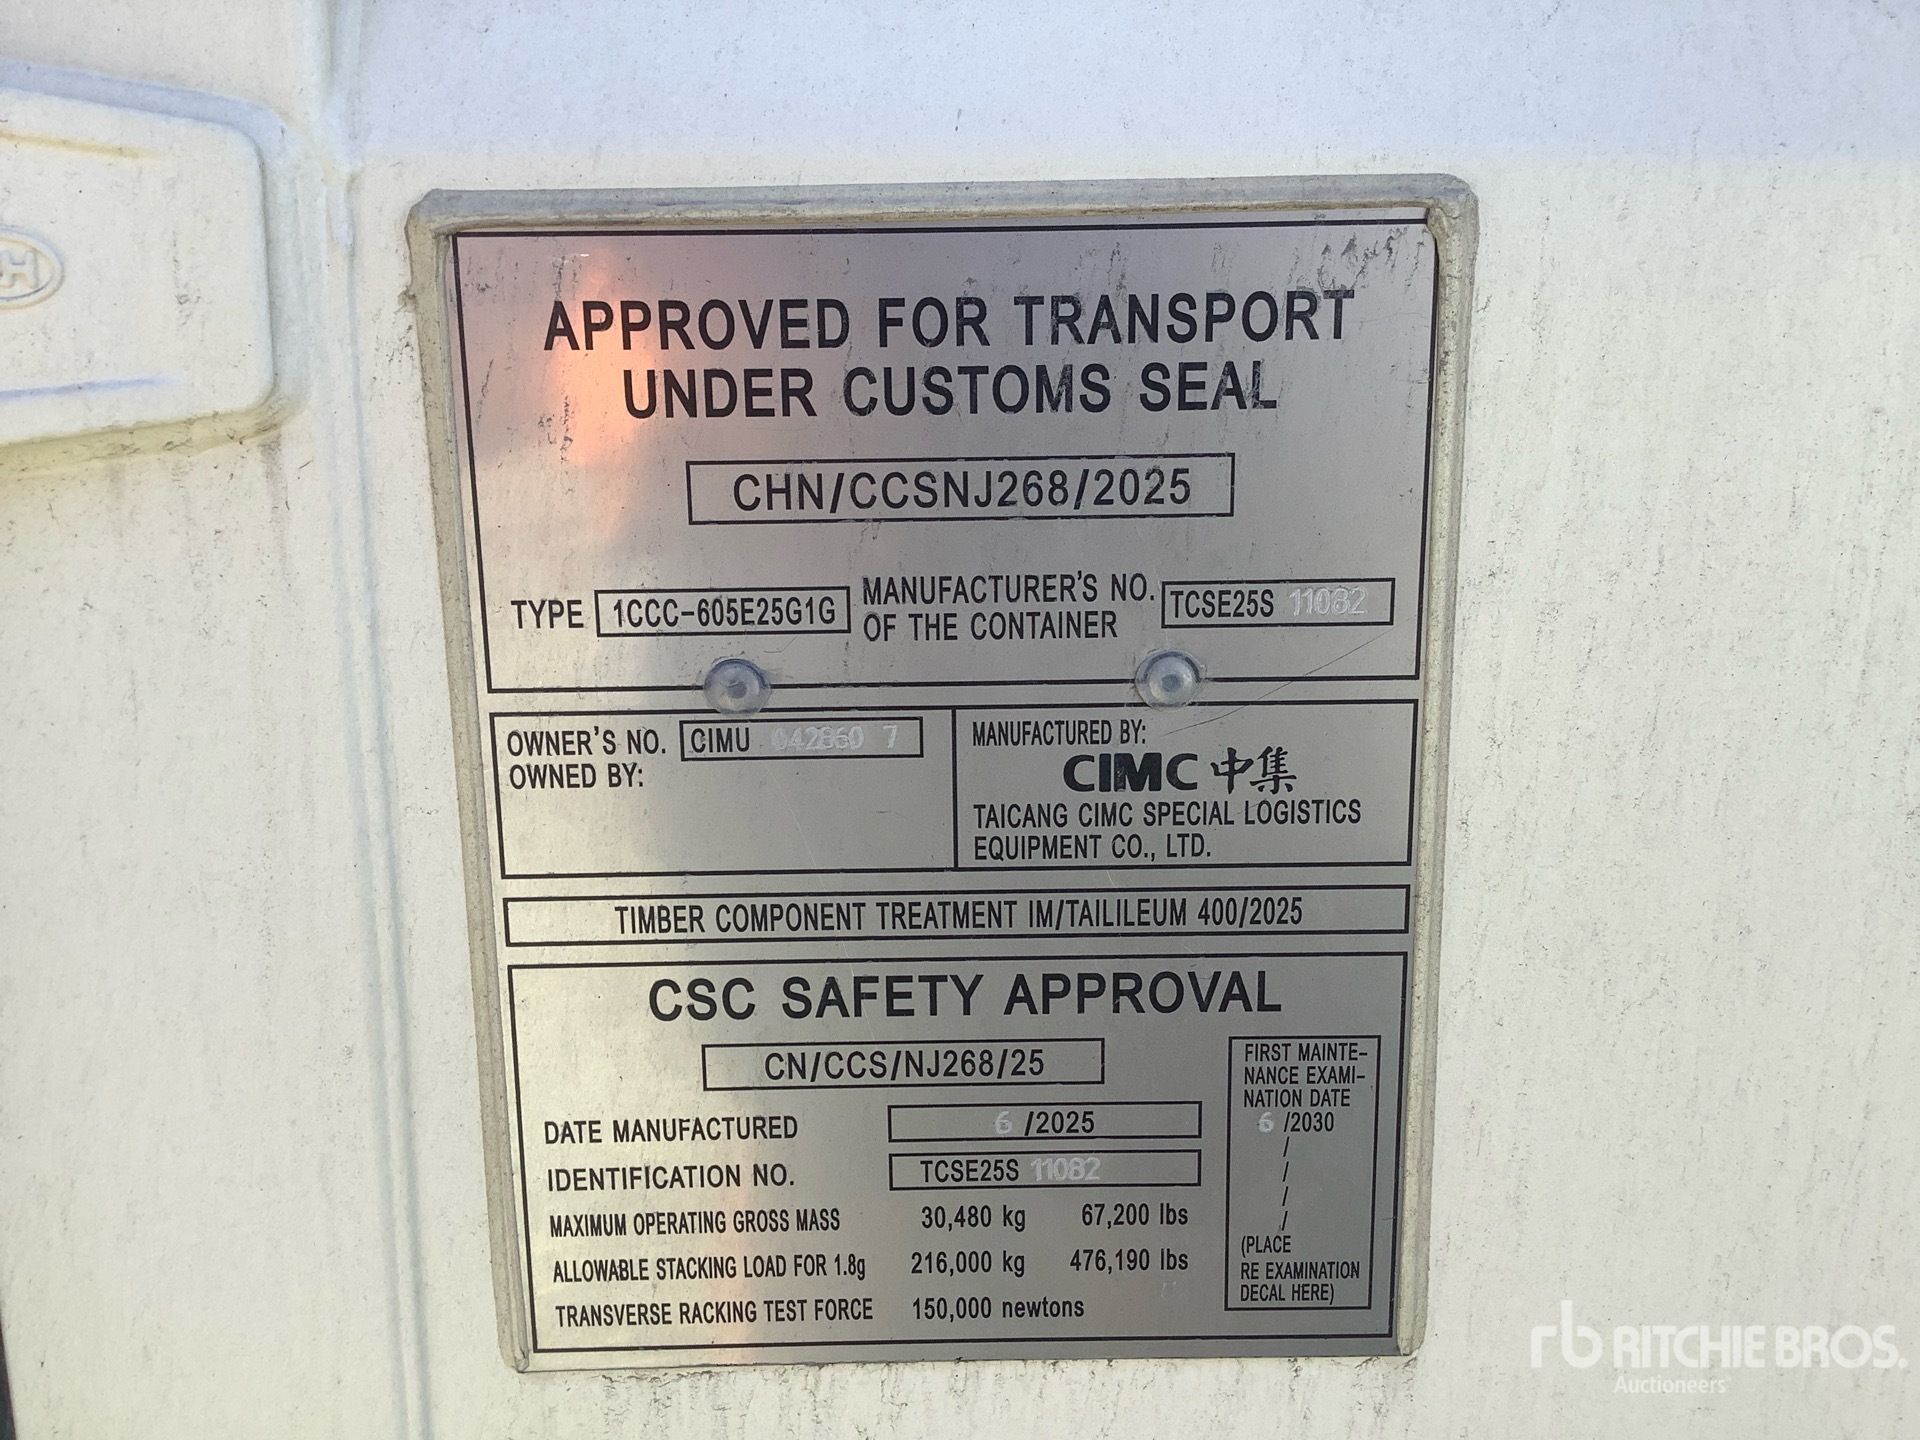 H
APPROVED FOR TRANSPORT
UNDER CUSTOMS SEAL
CHN/CCSNJ268/2025
TYPE 1CCC-605E25G1G MANUFACTURER'S NO. OF THE CONTAINER TCSE25S 11082
OWNER'S NO. CIMU 042860 7
OWNED BY:
MANUFACTURED BY:
CIMC 中集
TAICANG CIMC SPECIAL LOGISTICS
EQUIPMENT CO., LTD.
TIMBER COMPONENT TREATMENT IM/TAILILEUM 400/2025
CSC SAFETY APPROVAL
CN/CCS/NJ268/25
DATE MANUFACTURED 6 /2025
IDENTIFICATION NO. TCSE25S 11082
MAXIMUM OPERATING GROSS MASS 30,480 kg 67,200 lbs
ALLOWABLE STACKING LOAD FOR 1.8g 216,000 kg 476,190 lbs
TRANSVERSE RACKING TEST FORCE 150,000 newtons
FIRST MAINTE-
NANCE EXAMI-
NATION DATE
6 /2030
/
/
/
/
(PLACE
RE EXAMINATION
DECAL HERE)
rb RITCHIE BROS.
Auctioneers